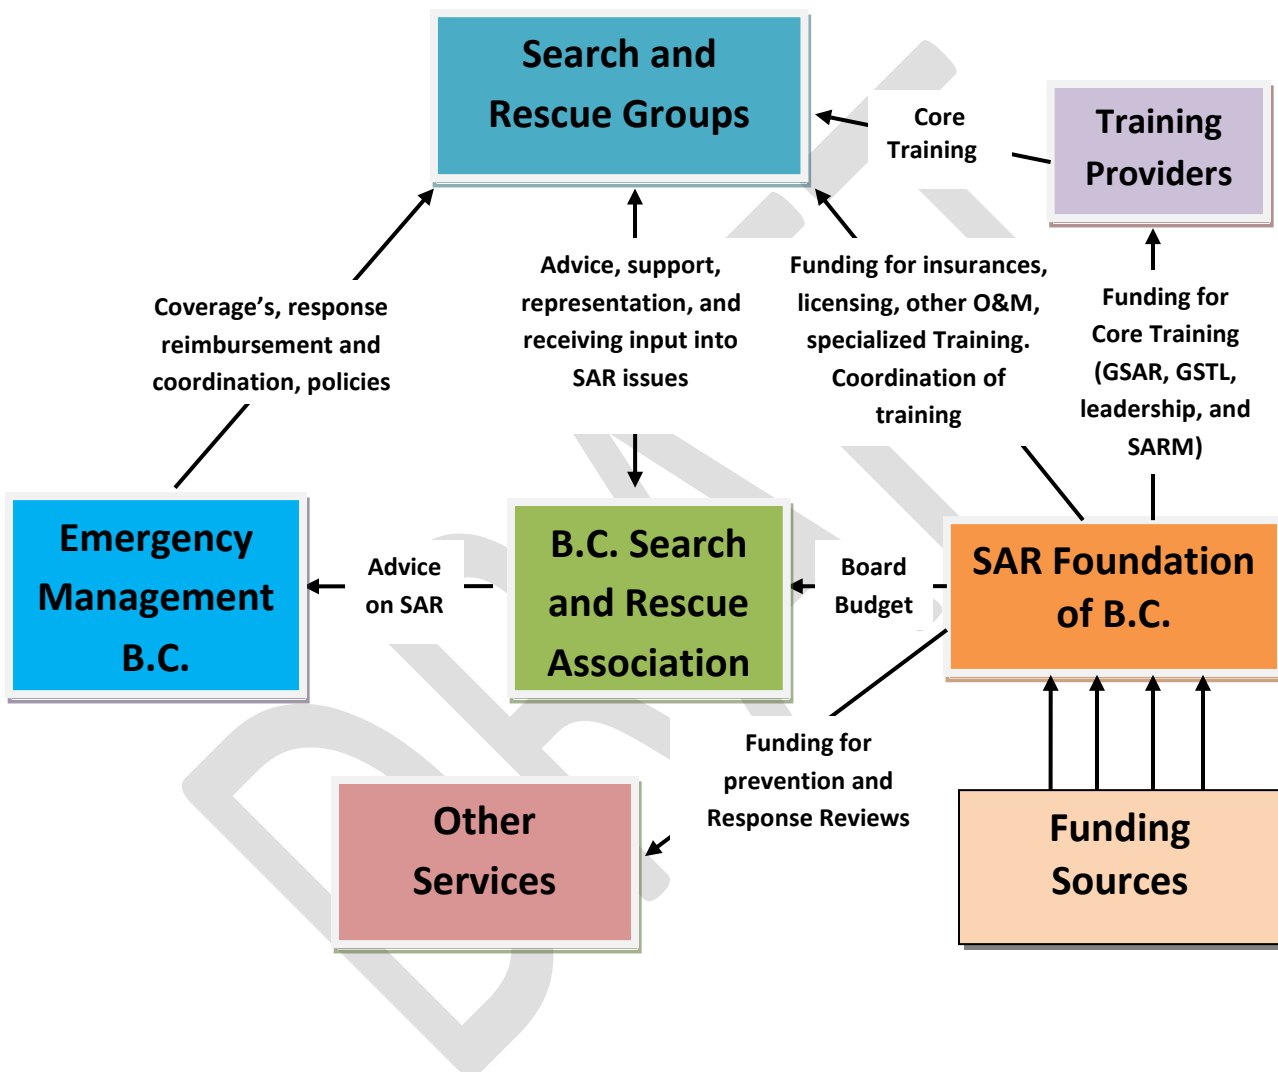 Search and
Rescue Groups
Core
Training
Training
Providers
Coverage's, response
reimbursement and
coordination, policies
Advice, support,
representation, and
receiving input into
SAR issues
Funding for insurances,
licensing, other O&M,
specialized Training.
Coordination of
training
Funding for
Core Training
(GSAR, GSTL,
leadership, and
SARM)
Emergency
Management
B.C.
Advice
on SAR
B.C. Search
and Rescue
Association
Board
Budget
SAR Foundation
of B.C.
Funding for
prevention and
Response Reviews
Other
Services
Funding
Sources